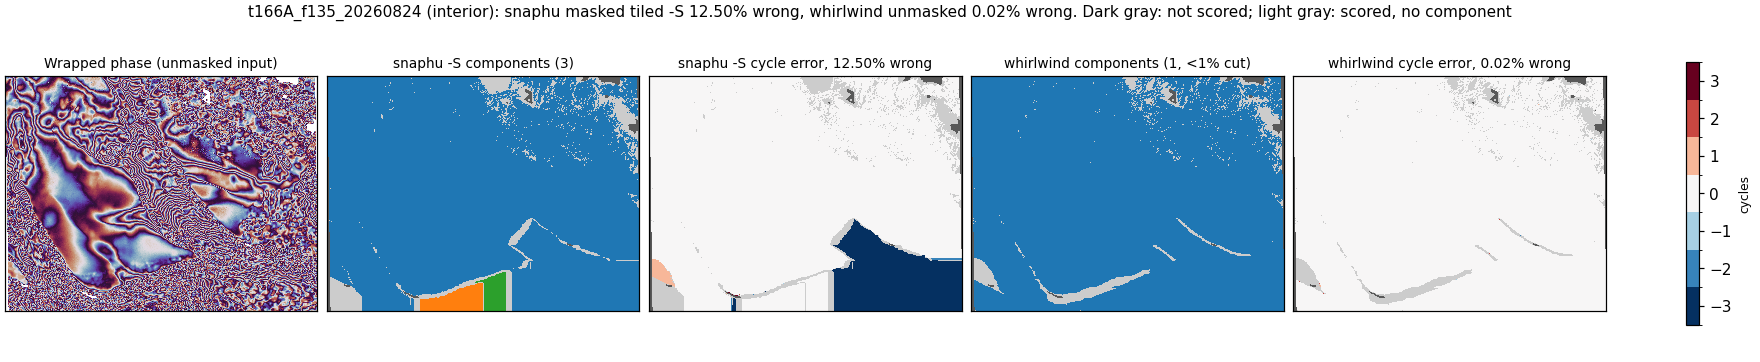 t166A_f135_20260824 (interior): snaphu masked tiled -S 12.50% wrong, whirlwind unmasked 0.02% wrong. Dark gray: not scored; light gray: scored, no component
Wrapped phase (unmasked input)
snaphu -S components (3)
snaphu -S cycle error, 12.50% wrong
whirlwind components (1, <1% cut)
whirlwind cycle error, 0.02% wrong
3
2
1
0
−1
−2
−3
cycles